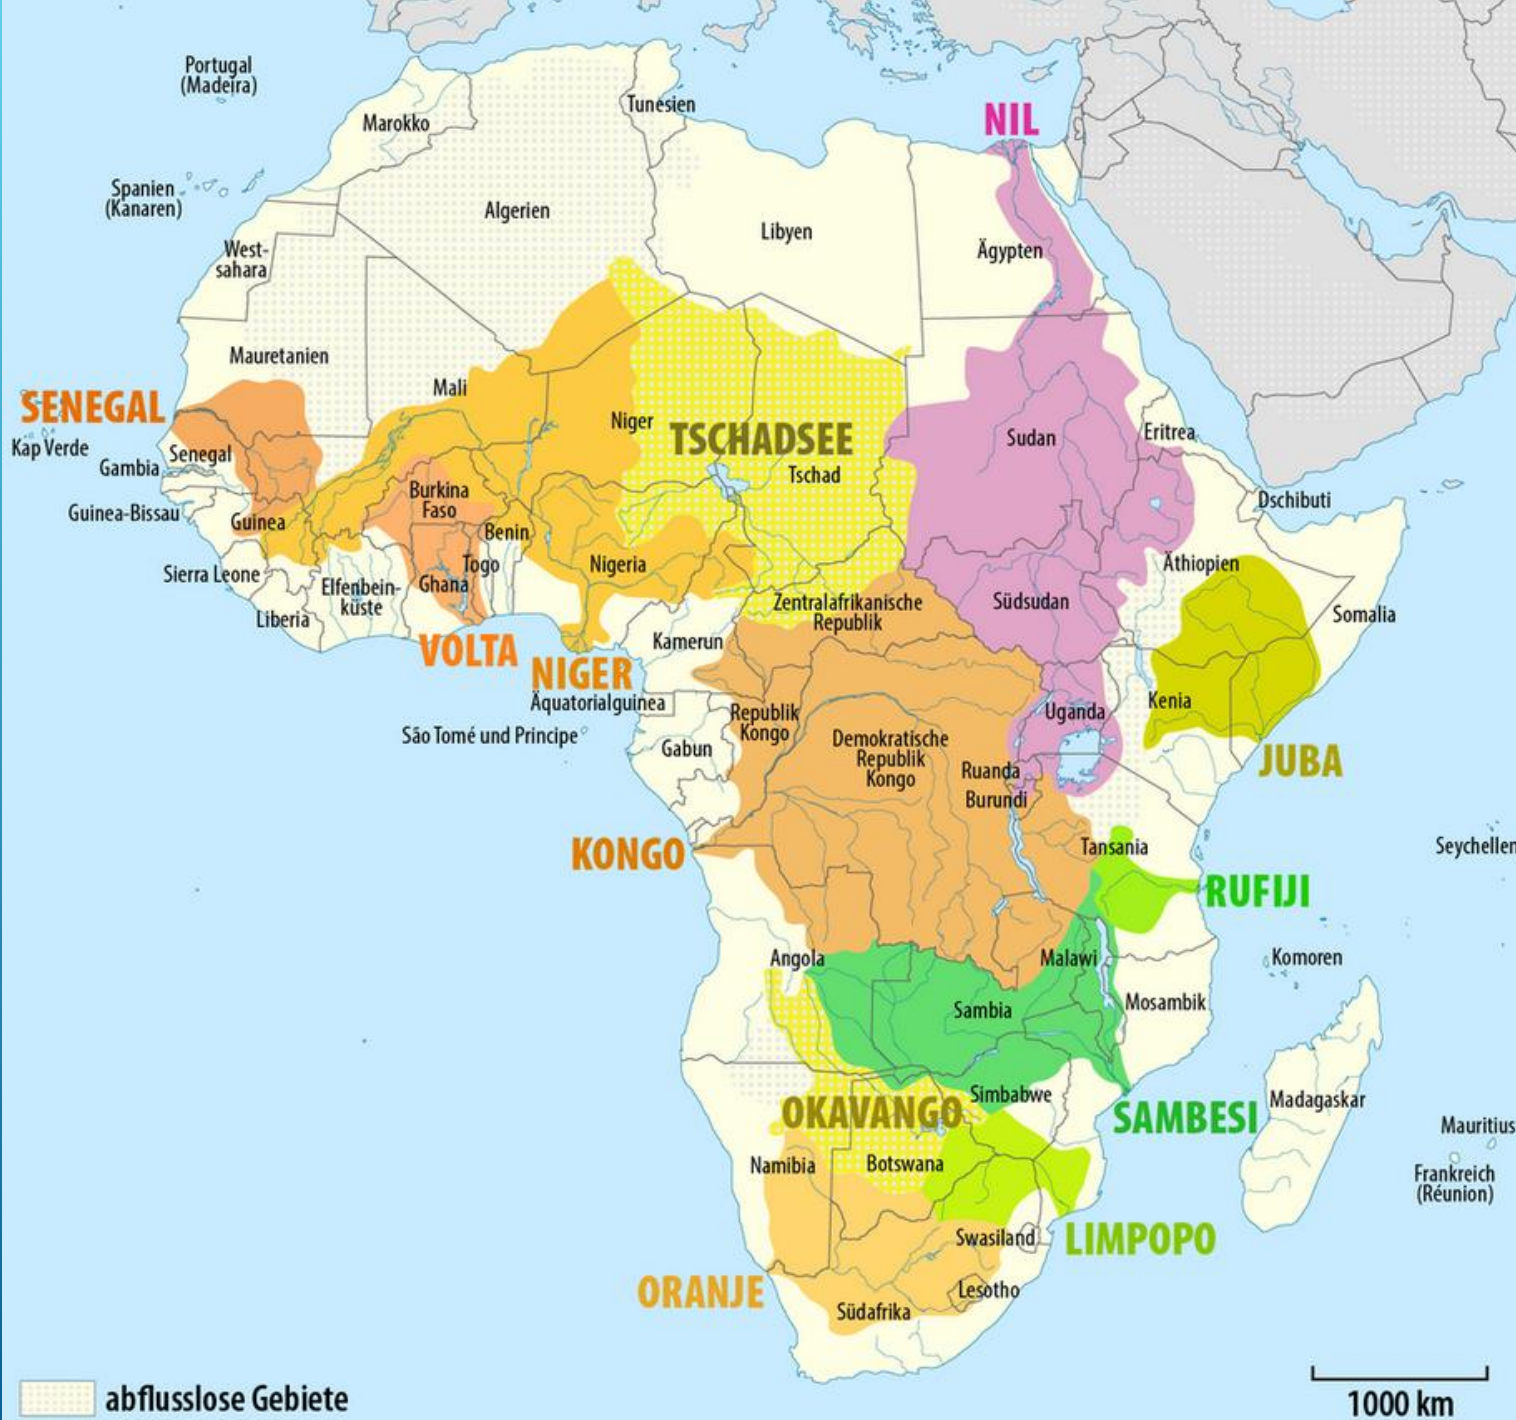 Portugal
(Madeira)
Marokko
Tunesien
NIL
Spanien
(Kanaren)
Algerien
Libyen
Ägypten
West-
sahara
Mauretanien
Mali
SENEGAL
Kap Verde
Senegal
Gambia
Niger
TSCHADSEE
Tschad
Sudan
Eritrea
Dschibuti
Guinea-Bissau
Guinea
Burkina
Faso
Benin
Sierra Leone
Elfenbein-
küste
Ghana
Togo
Nigeria
Äthiopien
Liberia
Zentralafrikanische
Republik
Südsudan
Somalia
VOLTA
NIGER
Kamerun
Äquatorialguinea
São Tomé und Principe
Gabun
Republik
Kongo
Demokratische
Republik
Kongo
Uganda
Kenia
Ruanda
Burundi
JUBA
KONGO
Tansania
Seychellen
RUFIJI
Angola
Malawi
Komoren
Sambia
Mosambik
OKAVANGO
Simbabwe
SAMBESI
Madagaskar
Mauritius
Namibia
Botswana
Frankreich
(Réunion)
Swasiland
LIMPOPO
ORANJE
Lesotho
Südafrika
abflusslose Gebiete
1000 km